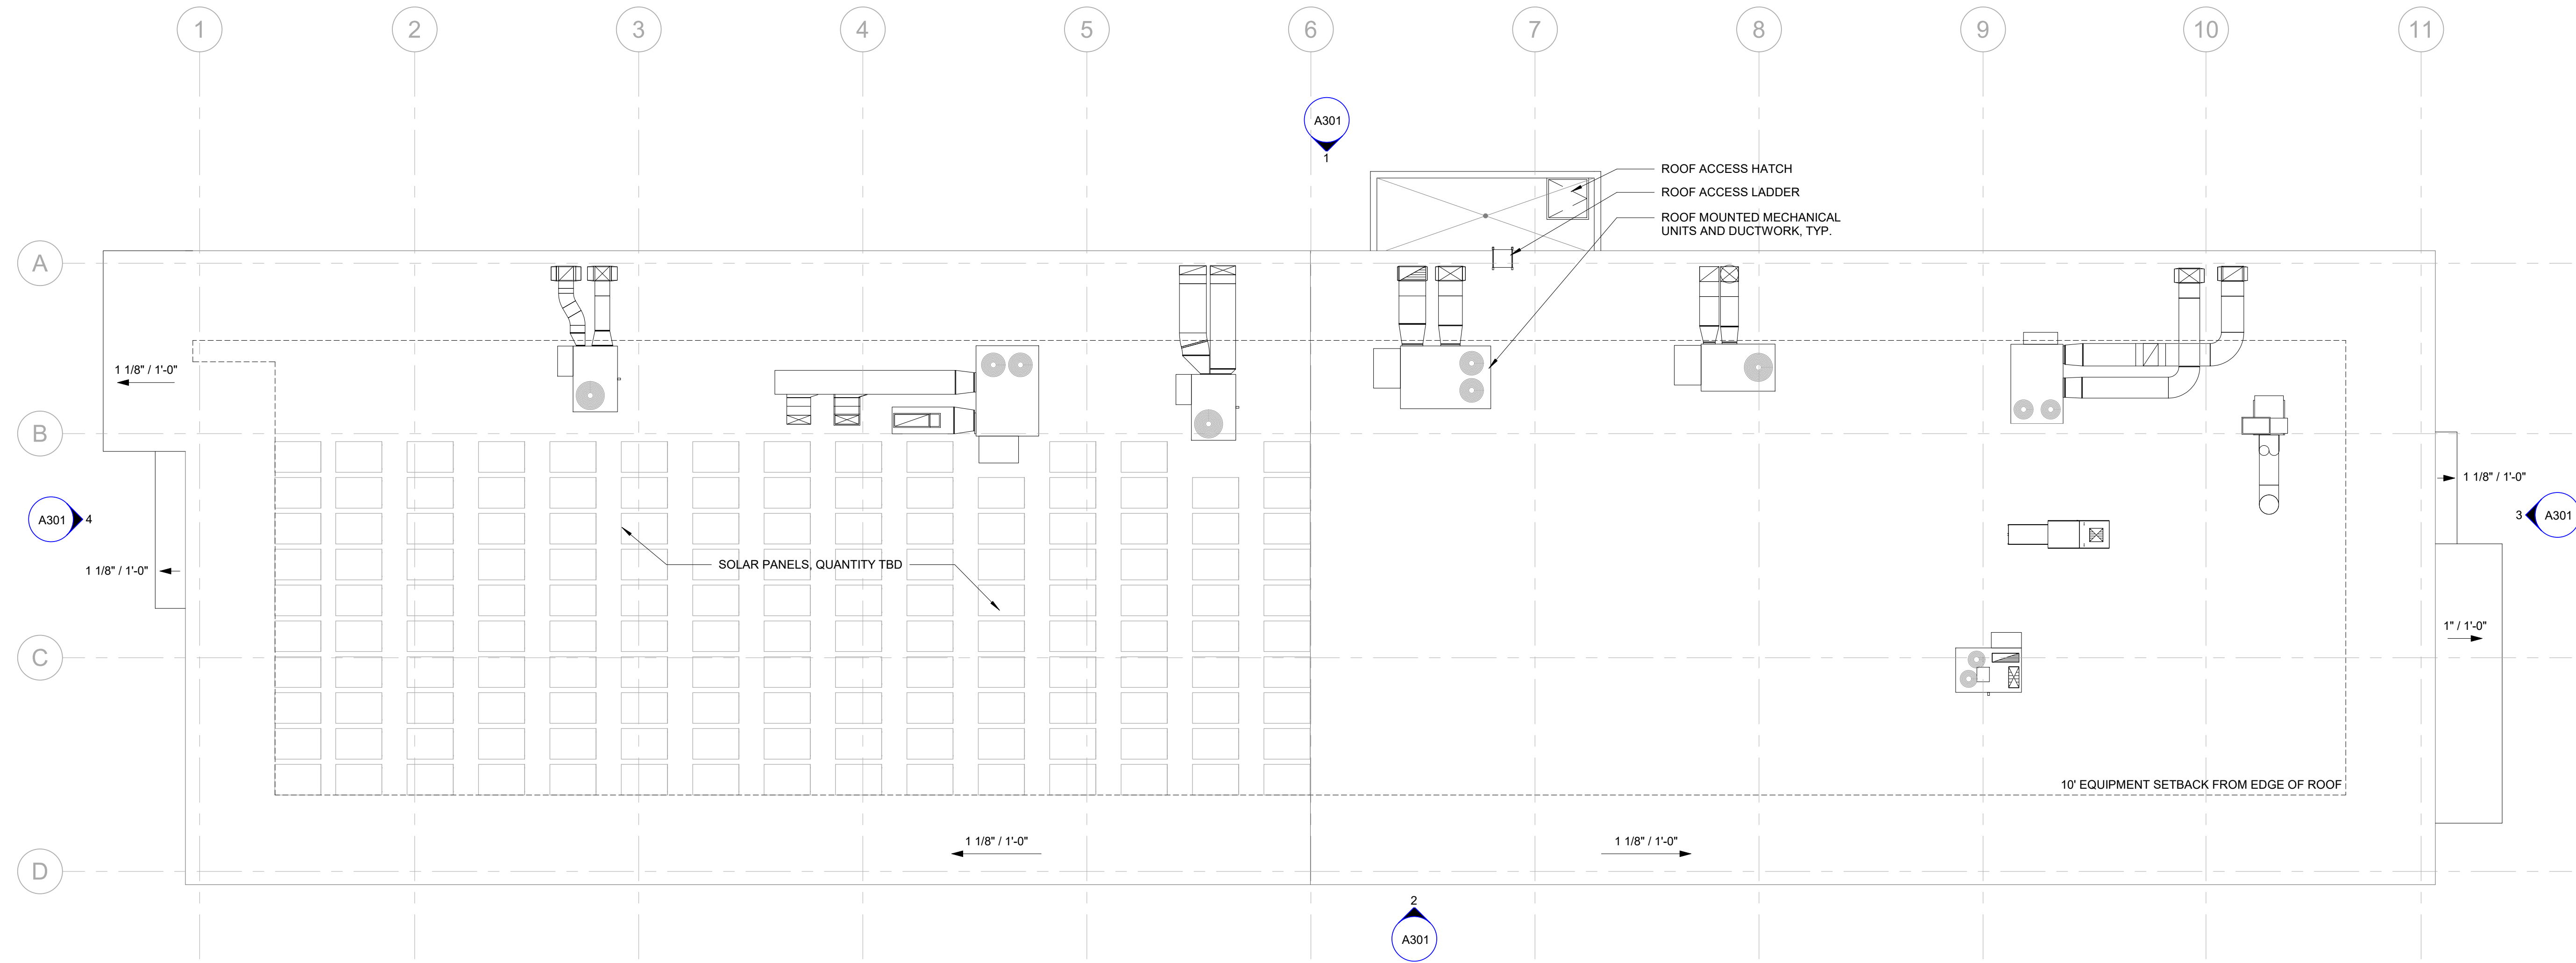 1
2
3
4
5
6
7
8
9
10
11
A301
1
ROOF ACCESS HATCH
ROOF ACCESS LADDER
ROOF MOUNTED MECHANICAL
UNITS AND DUCTWORK, TYP.
A
1 1/8" / 1'-0"
B
1 1/8" / 1'-0"
A301
4
3
A301
SOLAR PANELS, QUANTITY TBD
1 1/8" / 1'-0"
1" / 1'-0"
C
10' EQUIPMENT SETBACK FROM EDGE OF ROOF
1 1/8" / 1'-0"
1 1/8" / 1'-0"
D
2
A301